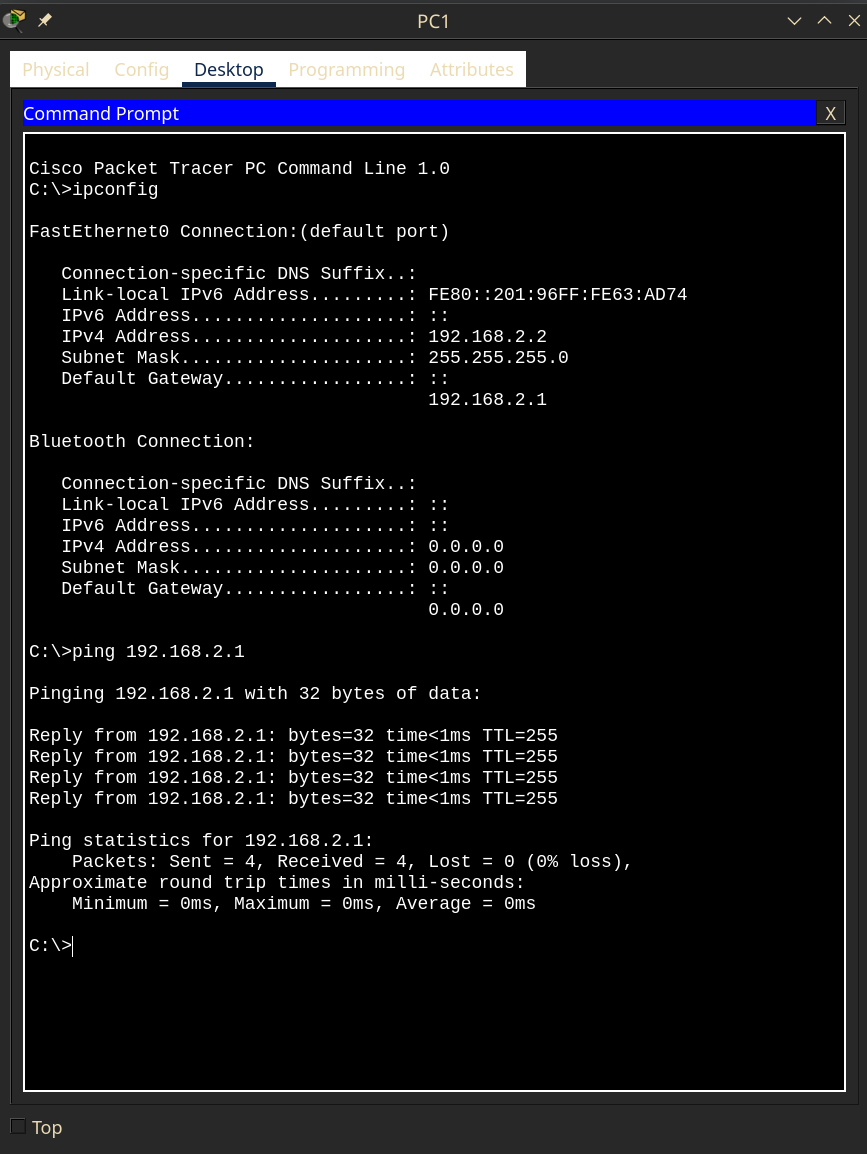 PC1
Physical Config Desktop Programming Attributes
Command Prompt X
Cisco Packet Tracer PC Command Line 1.0
C:\>ipconfig
FastEthernet0 Connection:(default port)
Connection-specific DNS Suffix..:
Link-local IPv6 Address.........: FE80::201:96FF:FE63:AD74
IPv6 Address....................: ::
IPv4 Address....................: 192.168.2.2
Subnet Mask.....................: 255.255.255.0
Default Gateway.................: ::
192.168.2.1
Bluetooth Connection:
Connection-specific DNS Suffix..:
Link-local IPv6 Address.........: ::
IPv6 Address....................: ::
IPv4 Address....................: 0.0.0.0
Subnet Mask.....................: 0.0.0.0
Default Gateway.................: ::
0.0.0.0
C:\>ping 192.168.2.1
Pinging 192.168.2.1 with 32 bytes of data:
Reply from 192.168.2.1: bytes=32 time<1ms TTL=255
Reply from 192.168.2.1: bytes=32 time<1ms TTL=255
Reply from 192.168.2.1: bytes=32 time<1ms TTL=255
Reply from 192.168.2.1: bytes=32 time<1ms TTL=255
Ping statistics for 192.168.2.1:
Packets: Sent = 4, Received = 4, Lost = 0 (0% loss),
Approximate round trip times in milli-seconds:
Minimum = 0ms, Maximum = 0ms, Average = 0ms
C:\>
Top